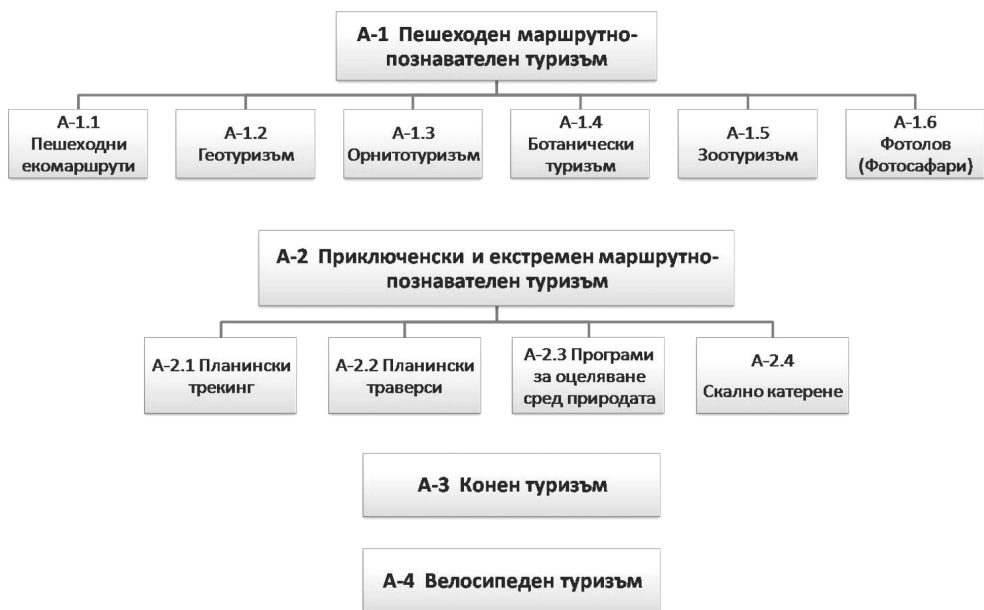 А-1 Пешеходен маршрутно-
познавателен туризъм
А-1.1
Пешеходни
екомаршрути
А-1.2
Геотуризъм
А-1.3
Орнитотуризъм
А-1.4
Ботанически
туризъм
А-1.5
Зоотуризъм
А-1.6
Фотолов
(Фотосафари)
А-2 Приключенски и екстремен маршрутно-
познавателен туризъм
А-2.1 Планински
трекинг
А-2.2 Планински
траверси
А-2.3 Програми
за оцеляване
сред природата
А-2.4
Скално катерене
А-3 Конен туризъм
А-4 Велосипеден туризъм